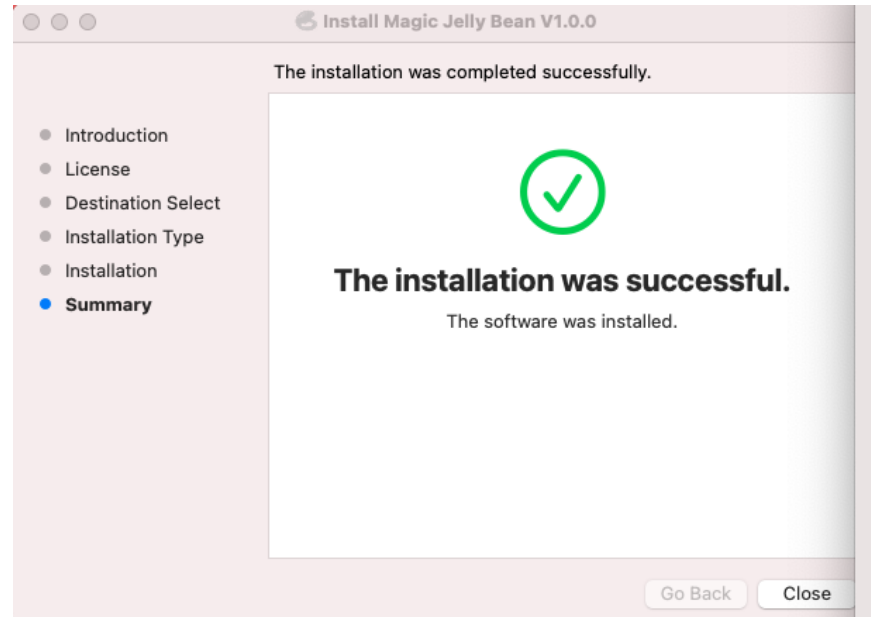 Install Magic Jelly Bean V1.0.0
The installation was completed successfully.
Introduction
License
Destination Select
Installation Type
Installation
Summary
The installation was successful.
The software was installed.
Go Back
Close